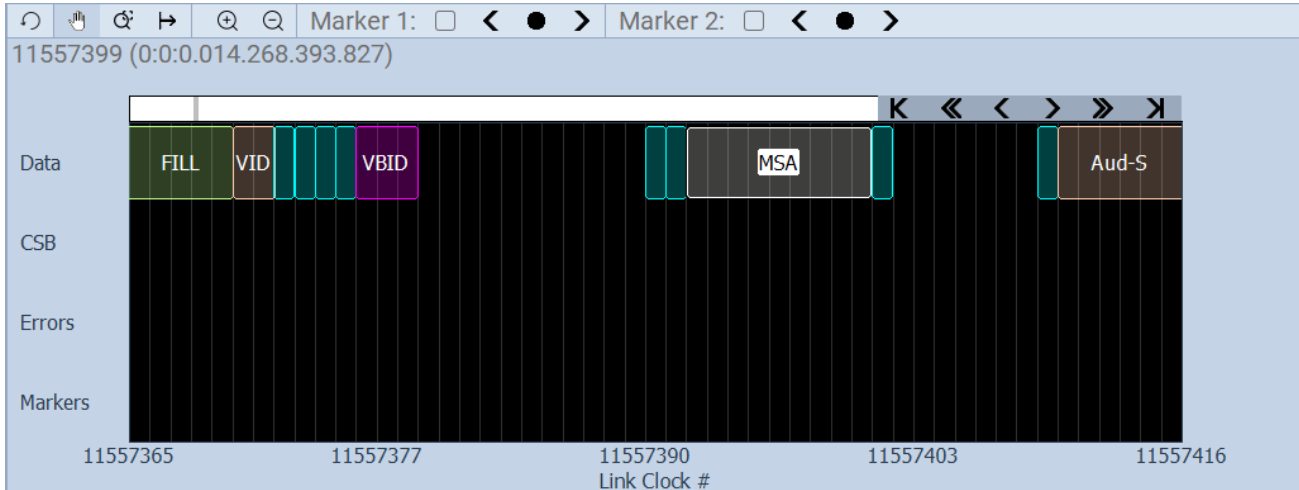 Marker 1: Marker 2:
11557399 (0:0:0.014.268.393.827)
Data FILL VID VBID MSA Aud-S
CSB
Errors
Markers
11557365 11557377 11557390 11557403 11557416
Link Clock #